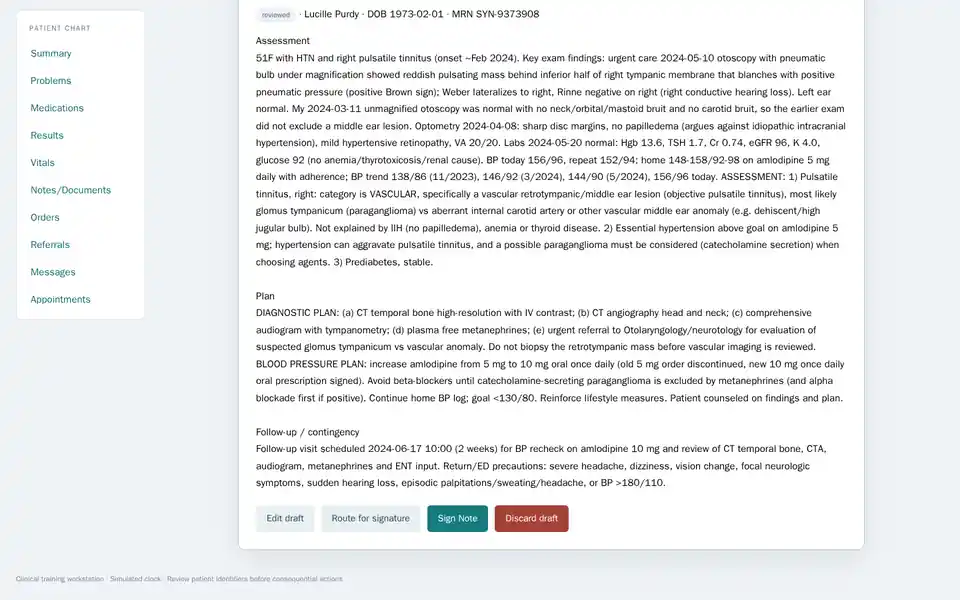 PATIENT CHART
Summary
Problems
Medications
Results
Vitals
Notes/Documents
Orders
Referrals
Messages
Appointments
reviewed · Lucille Purdy · DOB 1973-02-01 · MRN SYN-9373908
Assessment
51F with HTN and right pulsatile tinnitus (onset ~Feb 2024). Key exam findings: urgent care 2024-05-10 otoscopy with pneumatic
bulb under magnification showed reddish pulsating mass behind inferior half of right tympanic membrane that blanches with positive
pneumatic pressure (positive Brown sign); Weber lateralizes to right, Rinne negative on right (right conductive hearing loss). Left ear
normal. My 2024-03-11 unmagnified otoscopy was normal with no neck/orbital/mastoid bruit and no carotid bruit, so the earlier exam
did not exclude a middle ear lesion. Optometry 2024-04-08: sharp disc margins, no papilledema (argues against idiopathic intracranial
hypertension), mild hypertensive retinopathy, VA 20/20. Labs 2024-05-20 normal: Hgb 13.6, TSH 1.7, Cr 0.74, eGFR 96, K 4.0,
glucose 92 (no anemia/thyrotoxicosis/renal cause). BP today 156/96, repeat 152/94; home 148-158/92-98 on amlodipine 5 mg
daily with adherence; BP trend 138/86 (11/2023), 146/92 (3/2024), 144/90 (5/2024), 156/96 today. ASSESSMENT: 1) Pulsatile
tinnitus, right: category is VASCULAR, specifically a vascular retrotympanic/middle ear lesion (objective pulsatile tinnitus), most likely
glomus tympanicum (paraganglioma) vs aberrant internal carotid artery or other vascular middle ear anomaly (e.g. dehiscent/high
jugular bulb). Not explained by IIH (no papilledema), anemia or thyroid disease. 2) Essential hypertension above goal on amlodipine 5
mg; hypertension can aggravate pulsatile tinnitus, and a possible paraganglioma must be considered (catecholamine secretion) when
choosing agents. 3) Prediabetes, stable.
Plan
DIAGNOSTIC PLAN: (a) CT temporal bone high-resolution with IV contrast; (b) CT angiography head and neck; (c) comprehensive
audiogram with tympanometry; (d) plasma free metanephrines; (e) urgent referral to Otolaryngology/neurotology for evaluation of
suspected glomus tympanicum vs vascular anomaly. Do not biopsy the retrotympanic mass before vascular imaging is reviewed.
BLOOD PRESSURE PLAN: increase amlodipine from 5 mg to 10 mg oral once daily (old 5 mg order discontinued, new 10 mg once daily
oral prescription signed). Avoid beta-blockers until catecholamine-secreting paraganglioma is excluded by metanephrines (and alpha
blockade first if positive). Continue home BP log; goal <130/80. Reinforce lifestyle measures. Patient counseled on findings and plan.
Follow-up / contingency
Follow-up visit scheduled 2024-06-17 10:00 (2 weeks) for BP recheck on amlodipine 10 mg and review of CT temporal bone, CTA,
audiogram, metanephrines and ENT input. Return/ED precautions: severe headache, dizziness, vision change, focal neurologic
symptoms, sudden hearing loss, episodic palpitations/sweating/headache, or BP >180/110.
Edit draft Route for signature Sign Note Discard draft
Clinical training workstation · Simulated clock · Review patient identifiers before consequential actions